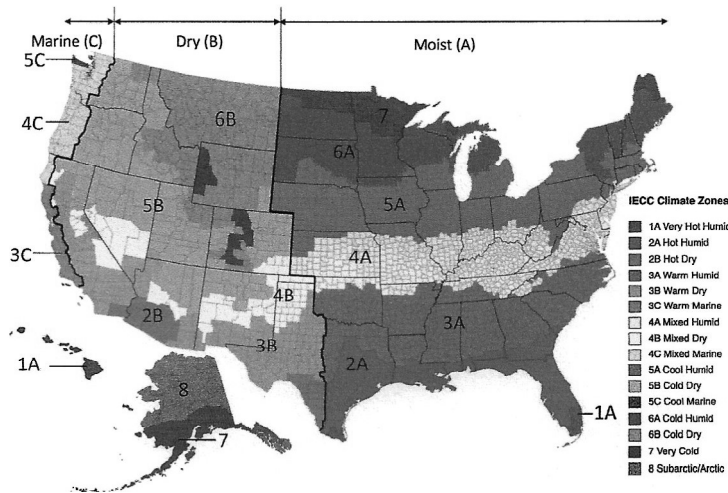 Marine (C)
Dry (B)
Moist (A)
5C
4C
6B
7
6A
5B
5A
3C
4A
4B
2B
3B
3A
2A
1A
1A
8
7
IECC Climate Zones
1A Very Hot Humid
2A Hot Humid
2B Hot Dry
3A Warm Humid
3B Warm Dry
3C Warm Marine
4A Mixed Humid
4B Mixed Dry
4C Mixed Marine
5A Cool Humid
5B Cold Dry
5C Cool Marine
6A Cold Humid
6B Cold Dry
7 Very Cold
8 Subarctic/Arctic